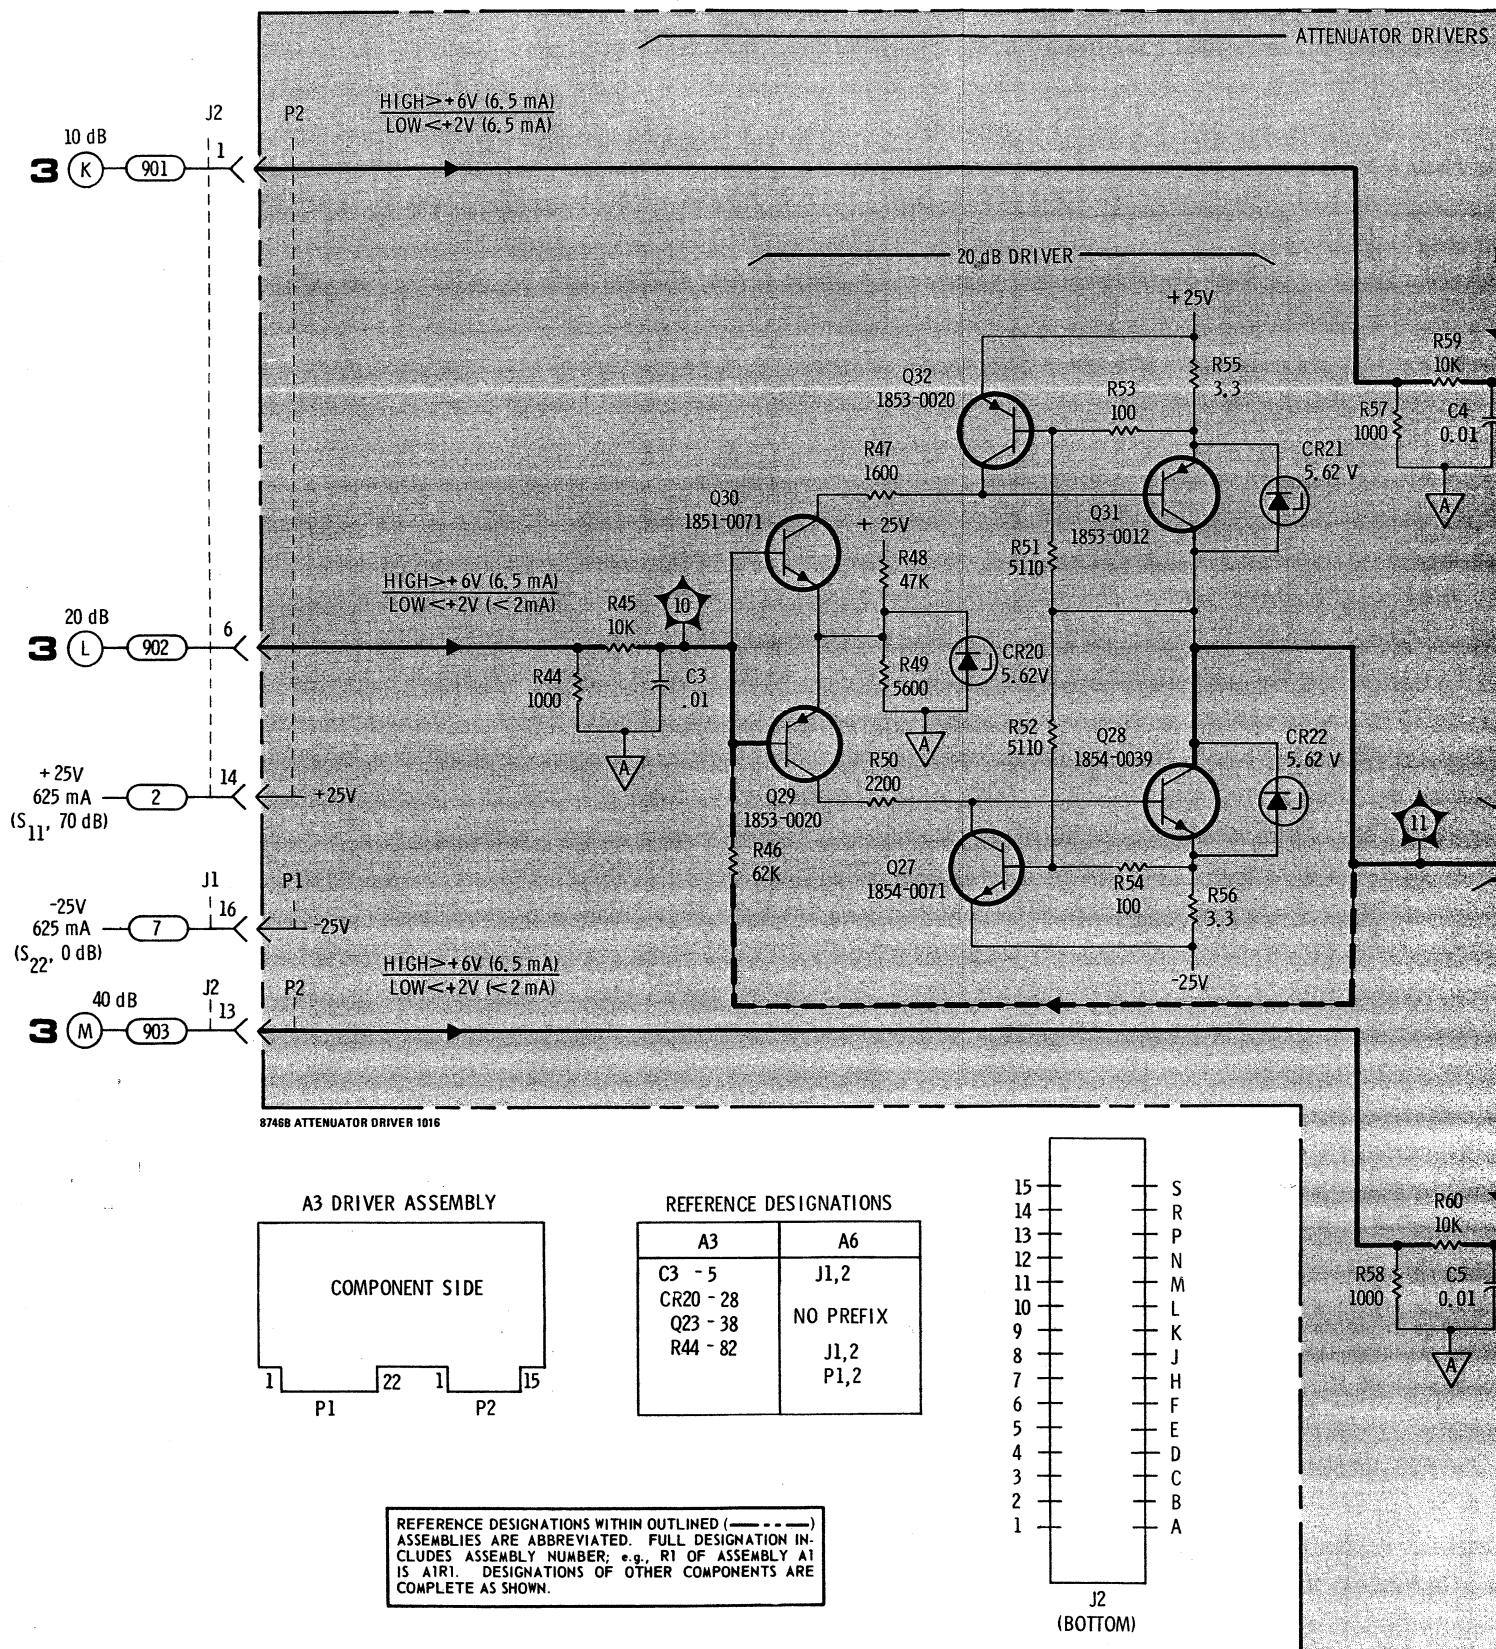 ATTENUATOR DRIVERS
J2
P2
HIGH>+6V (6.5 mA)
LOW<+2V (6.5 mA)
10 dB
3 K 901 1
20 dB DRIVER
+25V
R59
10K
R57
1000
C4
0.01
A
Q32
1853-0020
R53
100
R55
3.3
R47
1600
CR21
5.62 V
Q30
1851-0071
+ 25V
Q31
1853-0012
R48
47K
R51
5110
HIGH>+6V (6.5 mA)
LOW<+2V (<2mA)
R45
10K
10
20 dB
3 L 902 6
R44
1000
C3
.01
A
R49
5600
CR20
5.62V
A
R52
5110
Q28
1854-0039
CR22
5.62 V
R50
2200
Q29
1853-0020
+25V
625 mA
(S11, 70 dB)
2 14 +25V
11
R46
62K
Q27
1854-0071
R54
100
R56
3.3
J1
P1
-25V
625 mA
(S22, 0 dB)
7 16 -25V
-25V
HIGH>+6V (6.5 mA)
LOW<+2V (<2 mA)
J2
P2
40 dB
3 M 903 13
8746B ATTENUATOR DRIVER 1016
A3 DRIVER ASSEMBLY
COMPONENT SIDE
1 22 1 15
P1 P2
REFERENCE DESIGNATIONS
A3 A6
C3 - 5 J1,2
CR20 - 28
Q23 - 38 NO PREFIX
R44 - 82 J1,2
P1,2
15 S
14 R
13 P
12 N
11 M
10 L
9 K
8 J
7 H
6 F
5 E
4 D
3 C
2 B
1 A
J2
(BOTTOM)
R60
10K
R58
1000
C5
0.01
A
REFERENCE DESIGNATIONS WITHIN OUTLINED (— - - —)
ASSEMBLIES ARE ABBREVIATED. FULL DESIGNATION IN-
CLUDES ASSEMBLY NUMBER; e.g., R1 OF ASSEMBLY A1
IS A1R1. DESIGNATIONS OF OTHER COMPONENTS ARE
COMPLETE AS SHOWN.